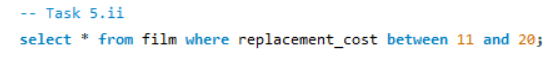 -- Task 5.ii
select * from film where replacement_cost between 11 and 20;